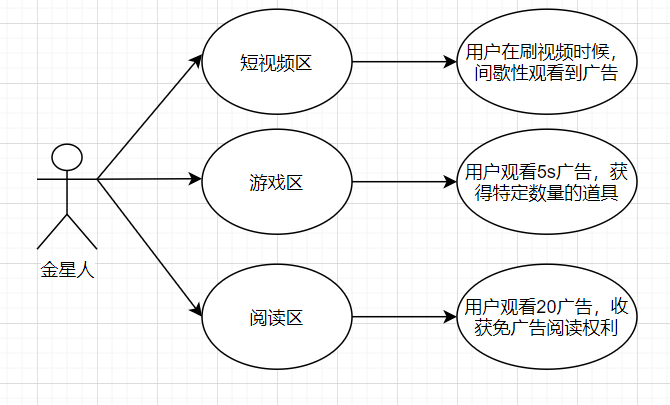 短视频区
用户在刷视频时候，
间歇性观看到广告
游戏区
用户观看5s广告，获
得特定数量的道具
金星人
阅读区
用户观看20广告，收
获免广告阅读权利